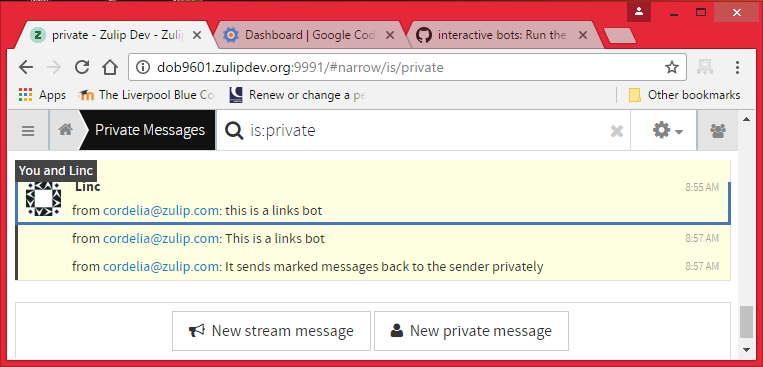 private - Zulip Dev - Zuli
Dashboard | Google Cod
interactive bots: Run the
dob9601.zulipdev.org:9991/#narrow/is/private
Apps
The Liverpool Blue Co
Renew or change a pe
Other bookmarks
Private Messages
is:private
You and Linc
Linc
8:55 AM
from cordelia@zulip.com: this is a links bot
from cordelia@zulip.com: This is a links bot
8:57 AM
from cordelia@zulip.com: It sends marked messages back to the sender privately
8:57 AM
New stream message
New private message